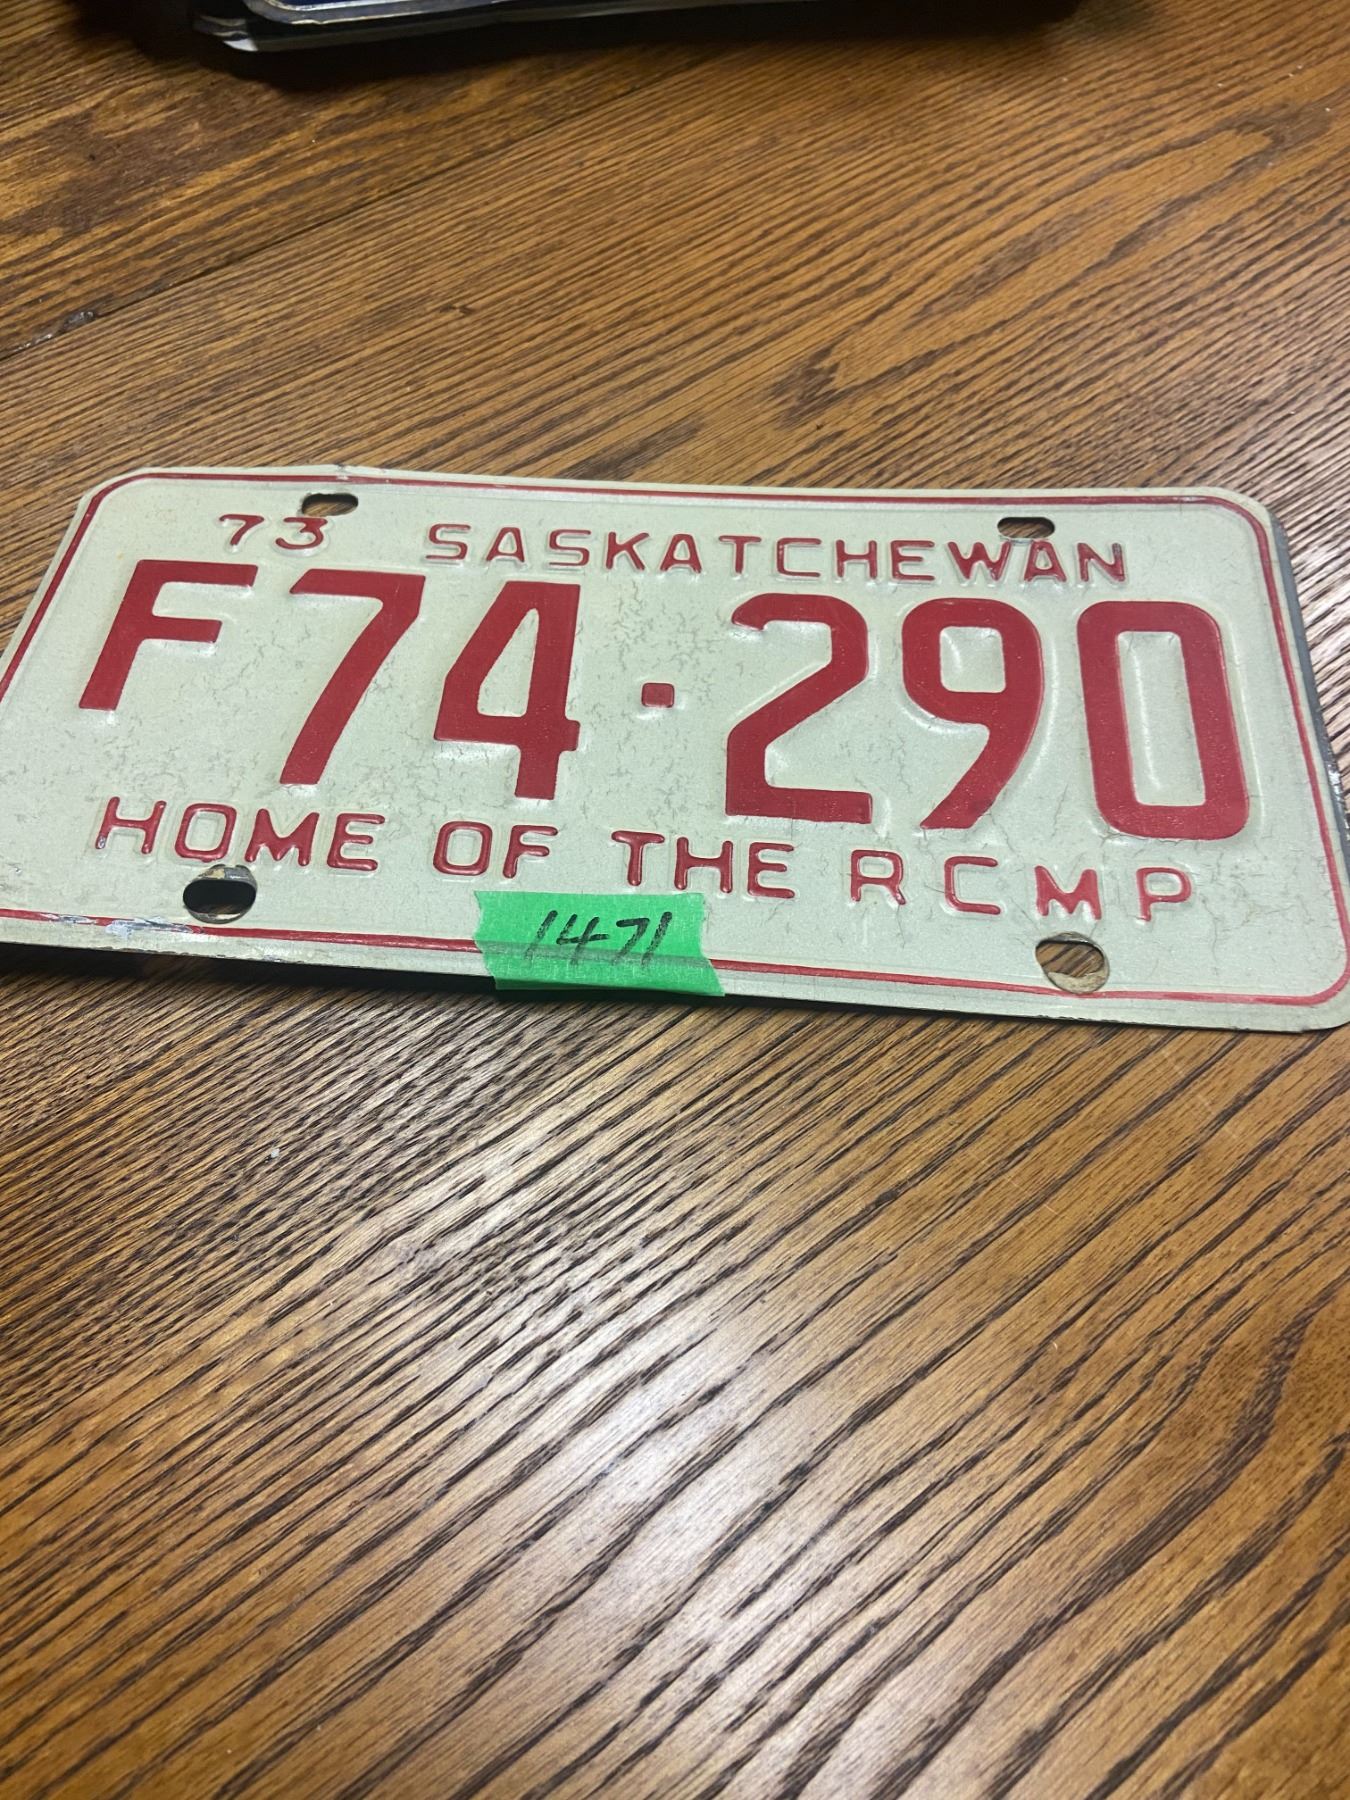 73 SASKATCHEWAN
F74·290
HOME OF THE RCMP
1471